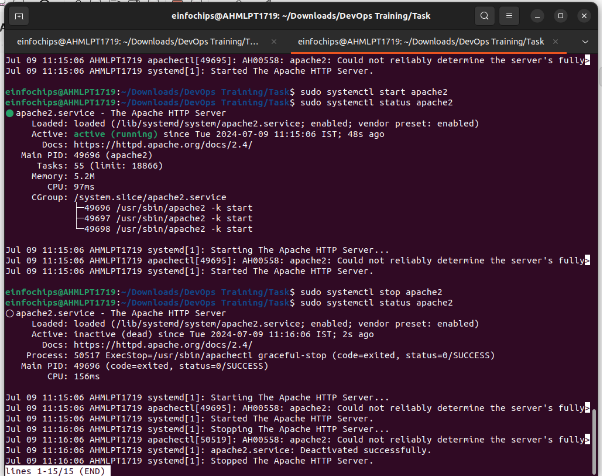 einfochips@AHMLPT1719: ~/Downloads/DevOps Training/Task
einfochips@AHMLPT1719: ~/Downloads/DevOps Training/T...
einfochips@AHMLPT1719: ~/Downloads/DevOps Training/Task
Jul 09 11:15:06 AHMLPT1719 apachectl[49695]: AH00558: apache2: Could not reliably determine the server's fully>
Jul 09 11:15:06 AHMLPT1719 systemd[1]: Started The Apache HTTP Server.
einfochips@AHMLPT1719:~/Downloads/DevOps Training/Task$ sudo systemctl start apache2
einfochips@AHMLPT1719:~/Downloads/DevOps Training/Task$ sudo systemctl status apache2
● apache2.service - The Apache HTTP Server
Loaded: loaded (/lib/systemd/system/apache2.service; enabled; vendor preset: enabled)
Active: active (running) since Tue 2024-07-09 11:15:06 IST; 48s ago
Docs: https://httpd.apache.org/docs/2.4/
Main PID: 49696 (apache2)
Tasks: 55 (limit: 18866)
Memory: 5.2M
CPU: 97ms
CGroup: /system.slice/apache2.service
├─49696 /usr/sbin/apache2 -k start
├─49697 /usr/sbin/apache2 -k start
└─49698 /usr/sbin/apache2 -k start
Jul 09 11:15:06 AHMLPT1719 systemd[1]: Starting The Apache HTTP Server...
Jul 09 11:15:06 AHMLPT1719 apachectl[49695]: AH00558: apache2: Could not reliably determine the server's fully>
Jul 09 11:15:06 AHMLPT1719 systemd[1]: Started The Apache HTTP Server.
einfochips@AHMLPT1719:~/Downloads/DevOps Training/Task$ sudo systemctl stop apache2
einfochips@AHMLPT1719:~/Downloads/DevOps Training/Task$ sudo systemctl status apache2
○ apache2.service - The Apache HTTP Server
Loaded: loaded (/lib/systemd/system/apache2.service; enabled; vendor preset: enabled)
Active: inactive (dead) since Tue 2024-07-09 11:16:06 IST; 2s ago
Docs: https://httpd.apache.org/docs/2.4/
Process: 50517 ExecStop=/usr/sbin/apachectl graceful-stop (code=exited, status=0/SUCCESS)
Main PID: 49696 (code=exited, status=0/SUCCESS)
CPU: 156ms
Jul 09 11:15:06 AHMLPT1719 systemd[1]: Starting The Apache HTTP Server...
Jul 09 11:15:06 AHMLPT1719 apachectl[49695]: AH00558: apache2: Could not reliably determine the server's fully>
Jul 09 11:15:06 AHMLPT1719 systemd[1]: Started The Apache HTTP Server.
Jul 09 11:16:06 AHMLPT1719 systemd[1]: Stopping The Apache HTTP Server...
Jul 09 11:16:06 AHMLPT1719 apachectl[50519]: AH00558: apache2: Could not reliably determine the server's fully>
Jul 09 11:16:06 AHMLPT1719 systemd[1]: apache2.service: Deactivated successfully.
Jul 09 11:16:06 AHMLPT1719 systemd[1]: Stopped The Apache HTTP Server.
lines 1-15/15 (END)